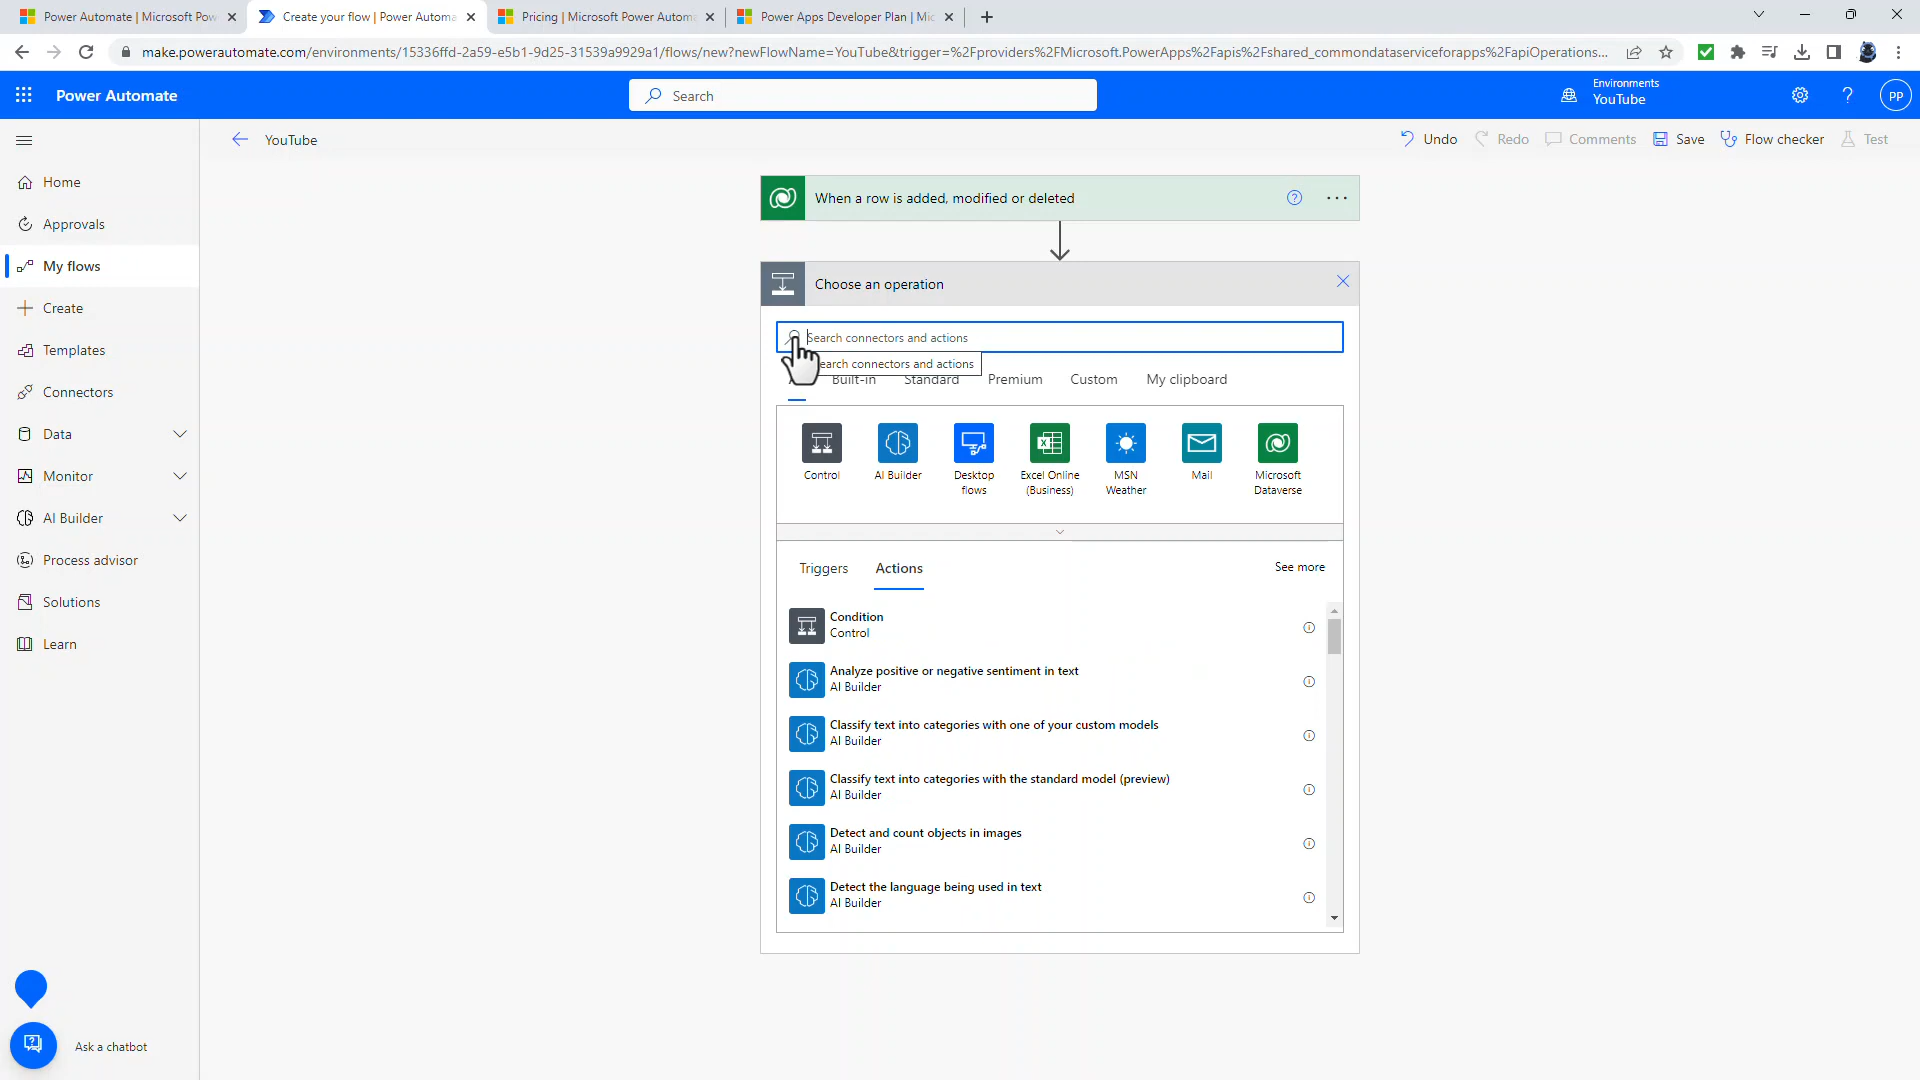 Power Automate | Microsoft Pow
Create your flow | Power Automa
Pricing | Microsoft Power Autom
Power Apps Developer Plan | Mic
make.powerautomate.com/environments/15336ffd-2a59-e5b1-9d25-31539a9929a1/flows/new?newFlowName=YouTube&trigger=%2Fproviders%2FMicrosoft.PowerApps%2Fapis%2Fshared_commondataserviceforapps%2FapiOperations...
Power Automate
Search
Environments
YouTube
PP
YouTube
Undo
Redo
Comments
Save
Flow checker
Test
Home
Approvals
My flows
Create
Templates
Connectors
Data
Monitor
AI Builder
Process advisor
Solutions
Learn
Ask a chatbot
When a row is added, modified or deleted
Choose an operation
Search connectors and actions
earch connectors and actions
Built-in
Standard
Premium
Custom
My clipboard
Control
AI Builder
Desktop
flows
Excel Online
(Business)
MSN
Weather
Mail
Microsoft
Dataverse
Triggers
Actions
See more
Condition
Control
Analyze positive or negative sentiment in text
AI Builder
Classify text into categories with one of your custom models
AI Builder
Classify text into categories with the standard model (preview)
AI Builder
Detect and count objects in images
AI Builder
Detect the language being used in text
AI Builder